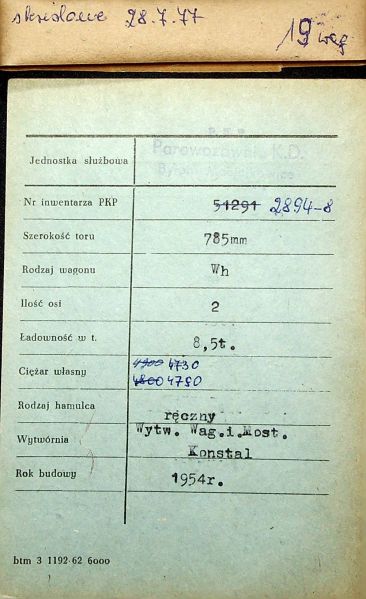 skreślone 28.7.77
19 wag
P K P
Parowozownia K.D.
Jednostka służbowa
Nr inwentarza PKP 51291 2894-8
Szerokość toru 785mm
Rodzaj wagonu Wh
Ilość osi 2
Ładowność w t. 8,5t.
4900 4730
Ciężar własny 4800 4750
Rodzaj hamulca ręczny
Wytwórnia Wytw. Wag.i.Most.
Konstal
Rok budowy 1954r.
btm 3 1192-62 6000